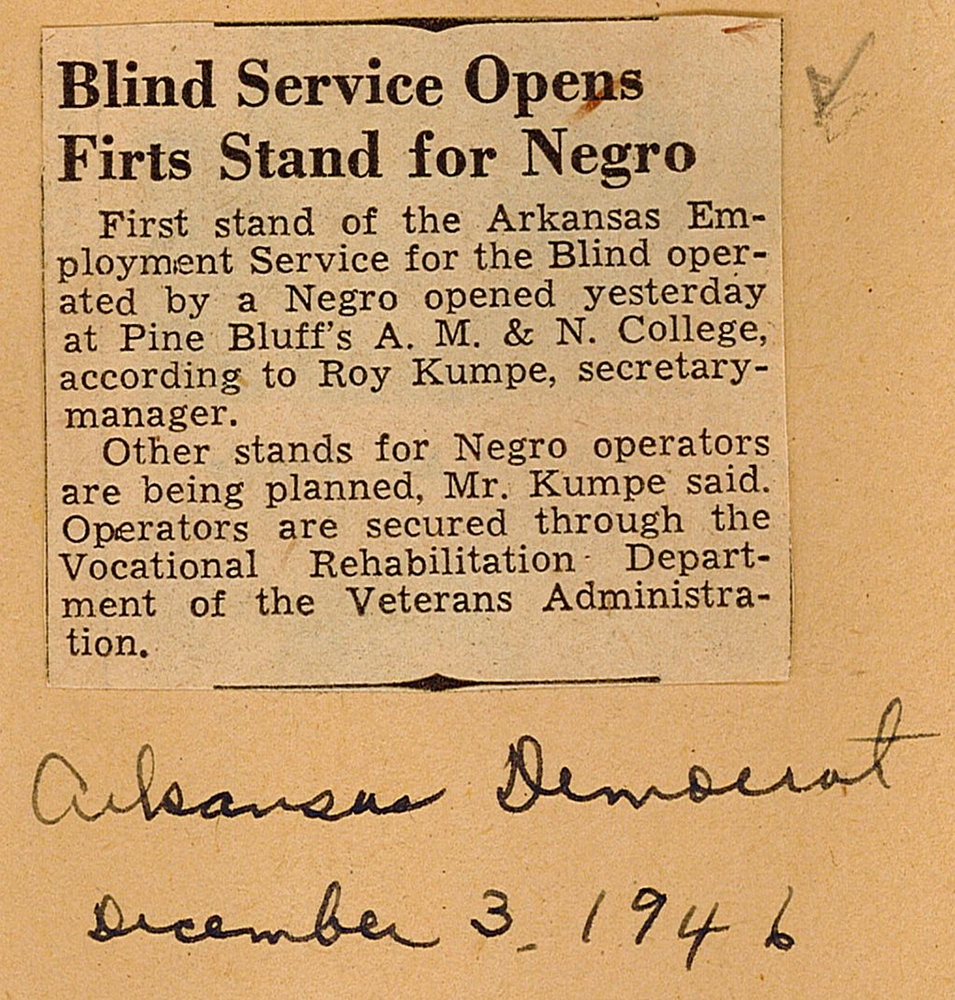 Blind Service Opens
Firts Stand for Negro
First stand of the Arkansas Em-
ployment Service for the Blind oper-
ated by a Negro opened yesterday
at Pine Bluff's A. M. & N. College,
according to Roy Kumpe, secretary-
manager.
Other stands for Negro operators
are being planned, Mr. Kumpe said.
Operators are secured through the
Vocational Rehabilitation Depart-
ment of the Veterans Administra-
tion.
Arkansas Democrat
December 3, 1946